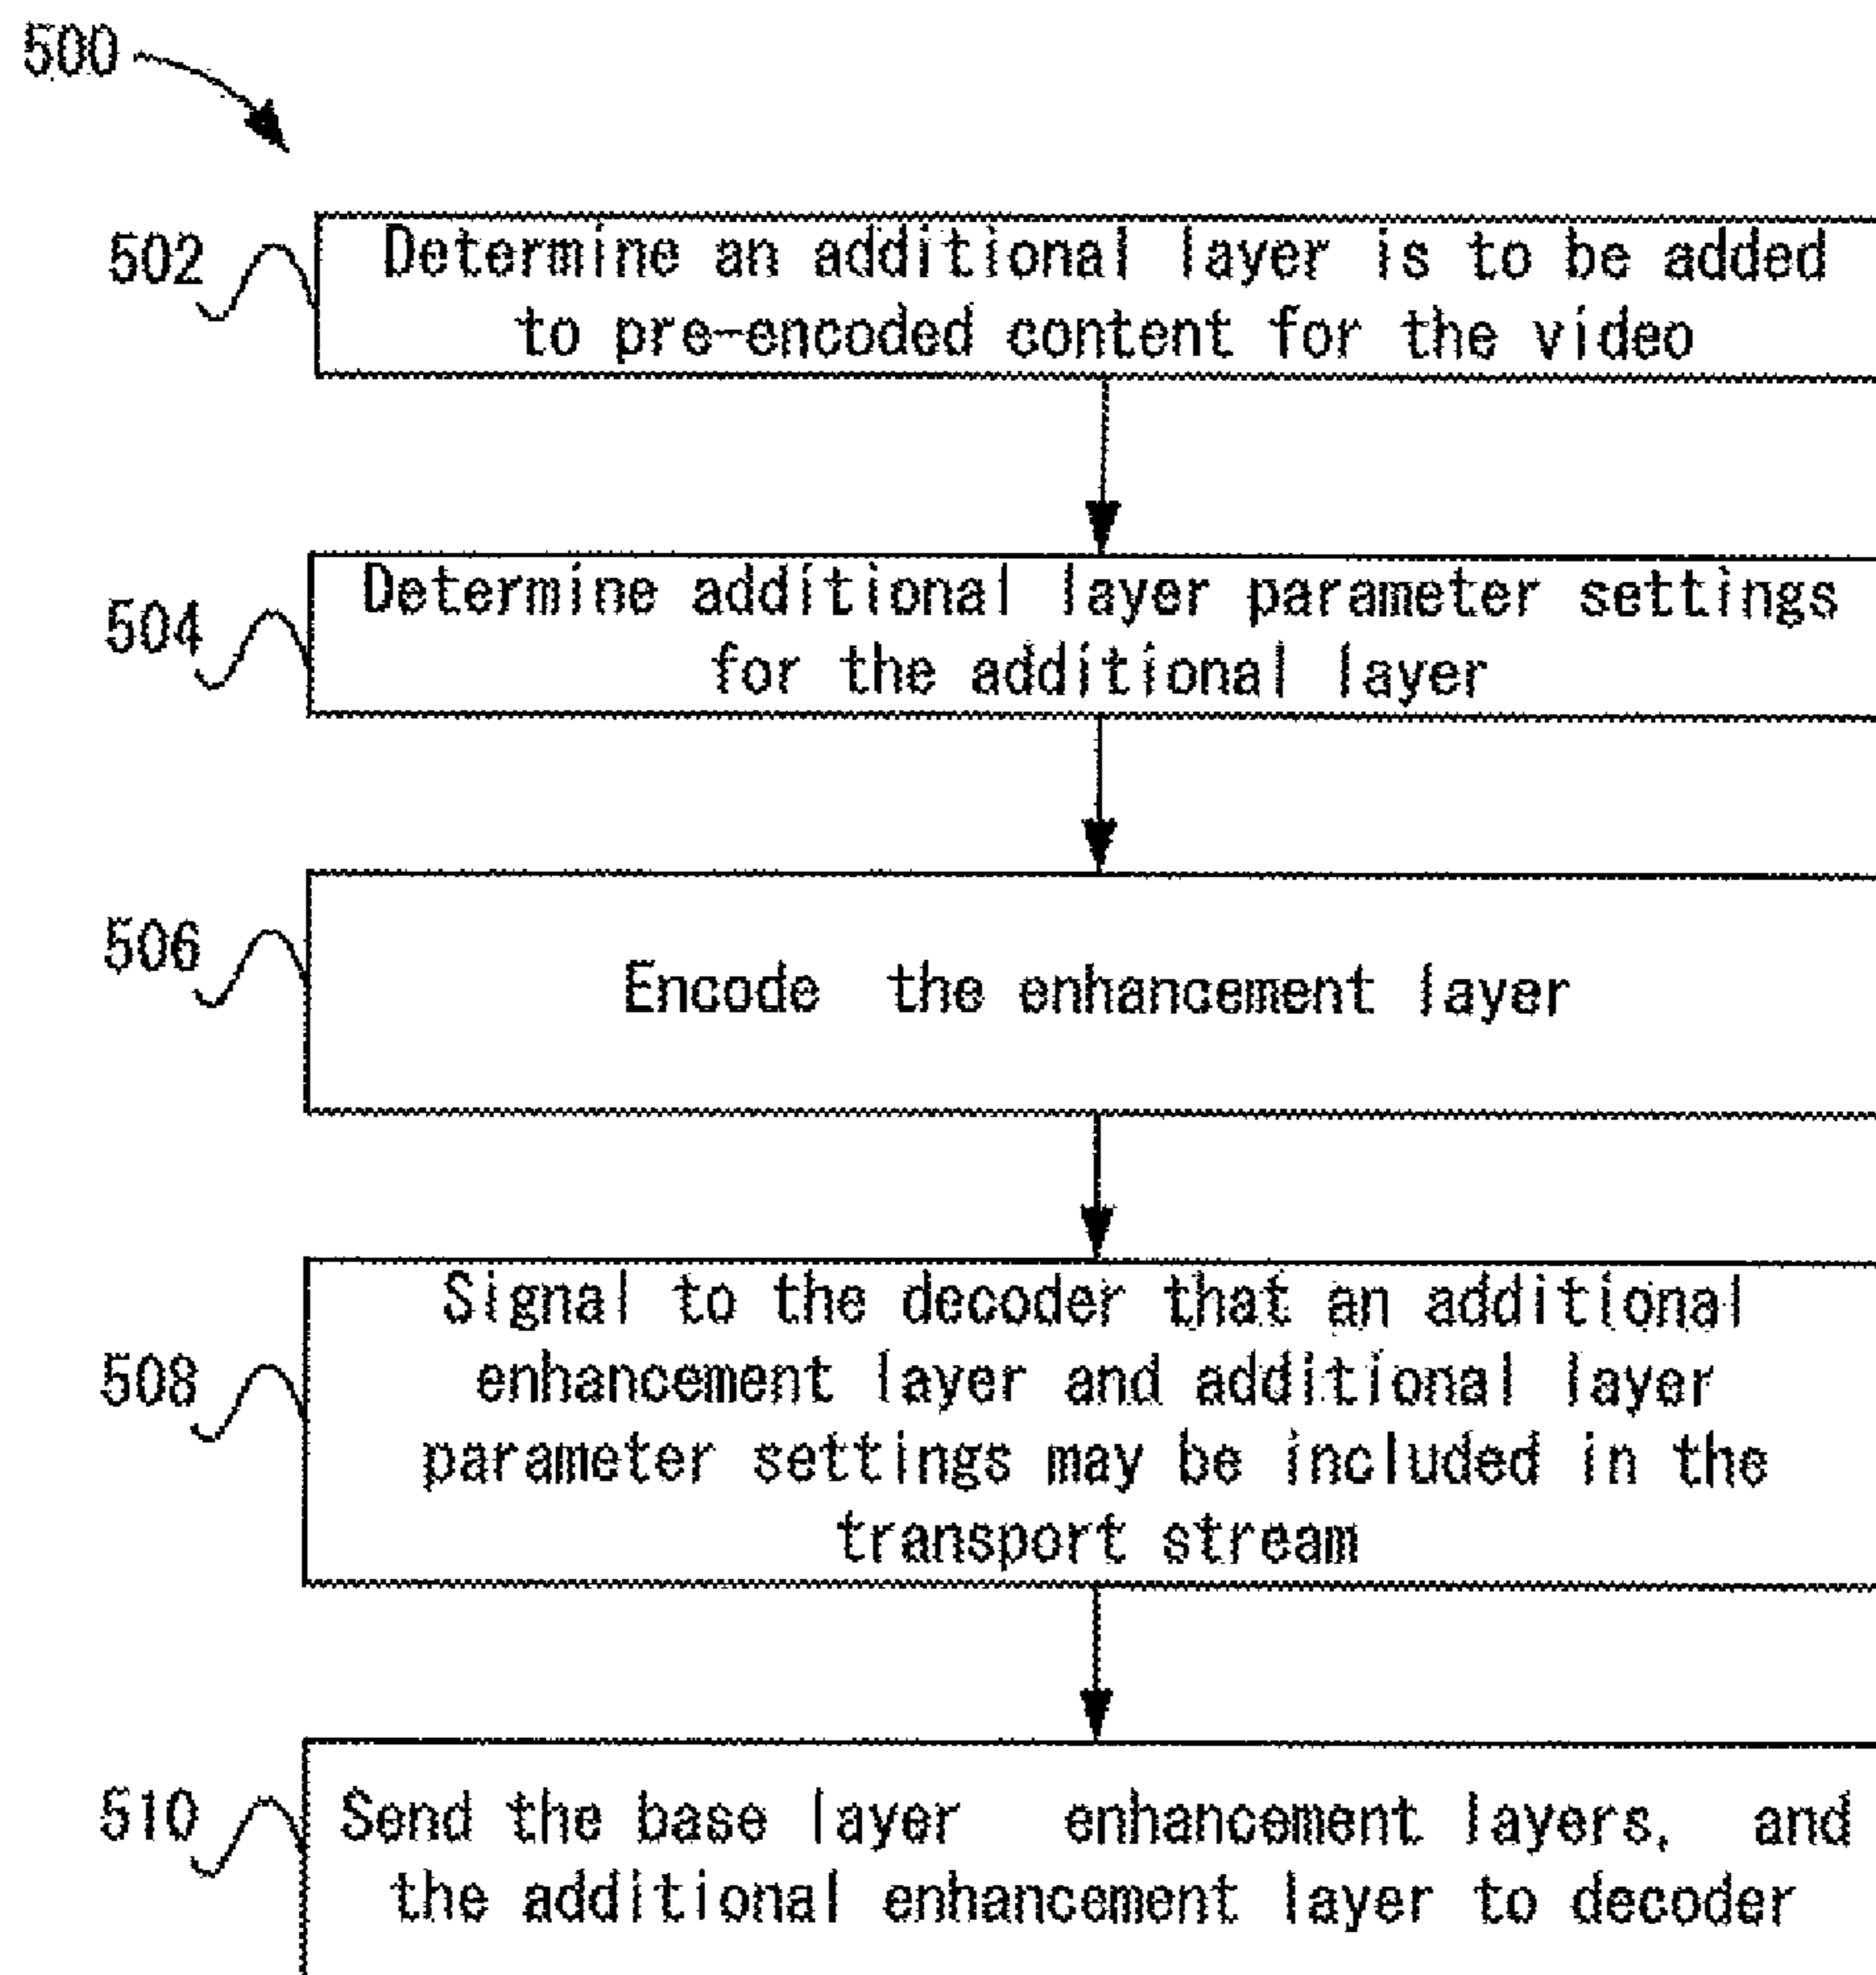 500
502
Determine an additional layer is to be added
to pre-encoded content for the video
504
Determine additional layer parameter settings
for the additional layer
506
Encode the enhancement layer
508
Signal to the decoder that an additional
enhancement layer and additional layer
parameter settings may be included in the
transport stream
510
Send the base layer enhancement layers, and
the additional enhancement layer to decoder